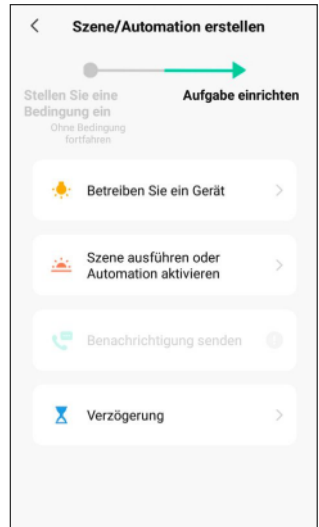 Szene/Automation erstellen
Stellen Sie eine
Bedingung ein
Ohne Bedingung
fortfahren
Aufgabe einrichten
Betreiben Sie ein Gerät
Szene ausführen oder
Automation aktivieren
Benachrichtigung senden
Verzögerung